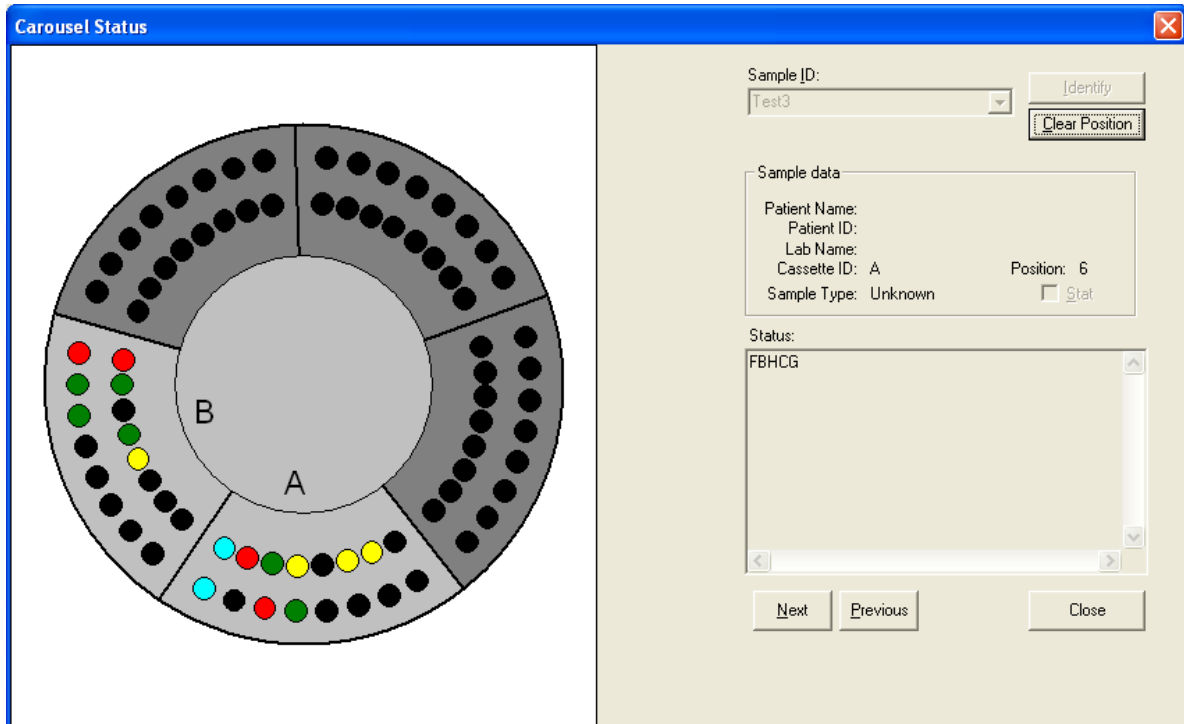 Carousel Status
Sample ID:
Test3
Identify
Clear Position
Sample data
Patient Name:
Patient ID:
Lab Name:
Cassette ID: A Position: 6
Sample Type: Unknown Stat
Status:
FBHCG
B
A
Next Previous Close